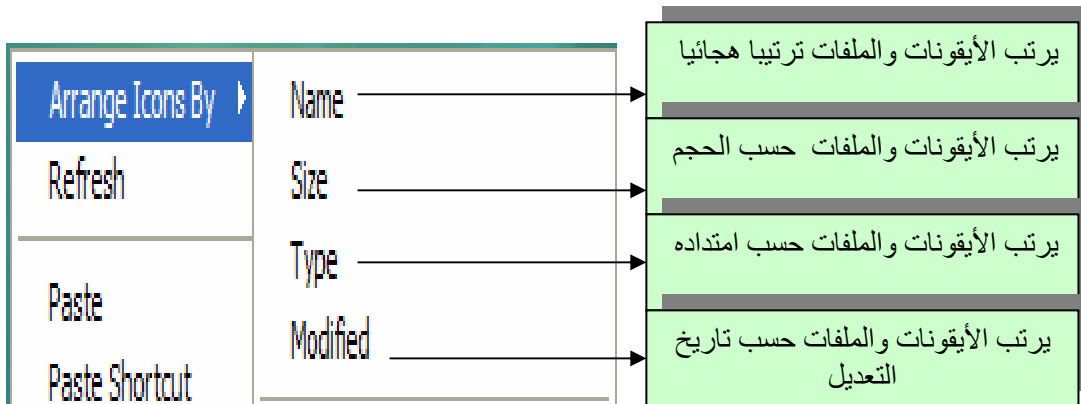 Arrange Icons By
Refresh
Paste
Paste Shortcut
Name
Size
Type
Modified
يرتب الأيقونات والملفات ترتيبا هجائيا
يرتب الأيقونات والملفات حسب الحجم
يرتب الأيقونات والملفات حسب امتداده
يرتب الأيقونات والملفات حسب تاريخ
التعديل